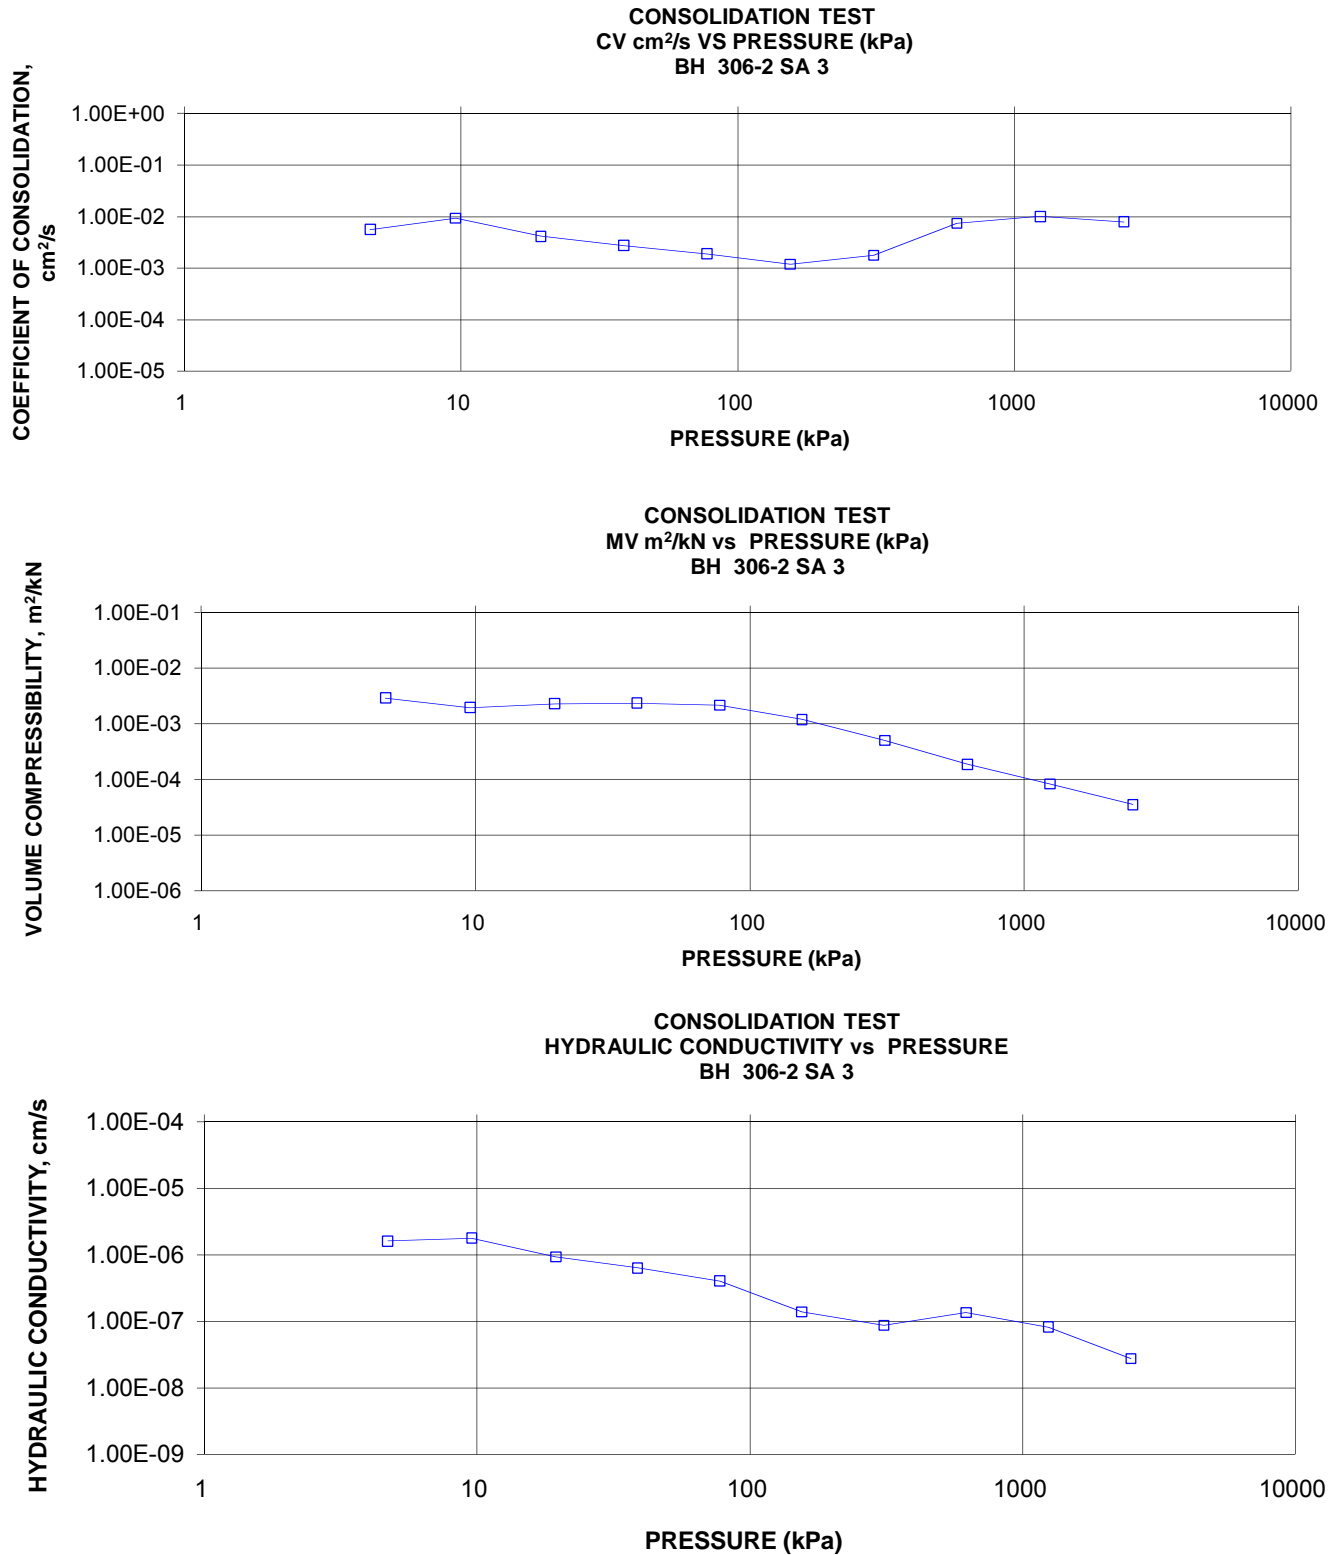 CONSOLIDATION TEST
CV cm²/s VS PRESSURE (kPa)
BH 306-2 SA 3
COEFFICIENT OF CONSOLIDATION,
cm²/s
1.00E+00
1.00E-01
1.00E-02
1.00E-03
1.00E-04
1.00E-05
1 10 100 1000 10000
PRESSURE (kPa)
CONSOLIDATION TEST
MV m²/kN vs PRESSURE (kPa)
BH 306-2 SA 3
VOLUME COMPRESSIBILITY, m²/kN
1.00E-01
1.00E-02
1.00E-03
1.00E-04
1.00E-05
1.00E-06
1 10 100 1000 10000
PRESSURE (kPa)
CONSOLIDATION TEST
HYDRAULIC CONDUCTIVITY vs PRESSURE
BH 306-2 SA 3
HYDRAULIC CONDUCTIVITY, cm/s
1.00E-04
1.00E-05
1.00E-06
1.00E-07
1.00E-08
1.00E-09
1 10 100 1000 10000
PRESSURE (kPa)